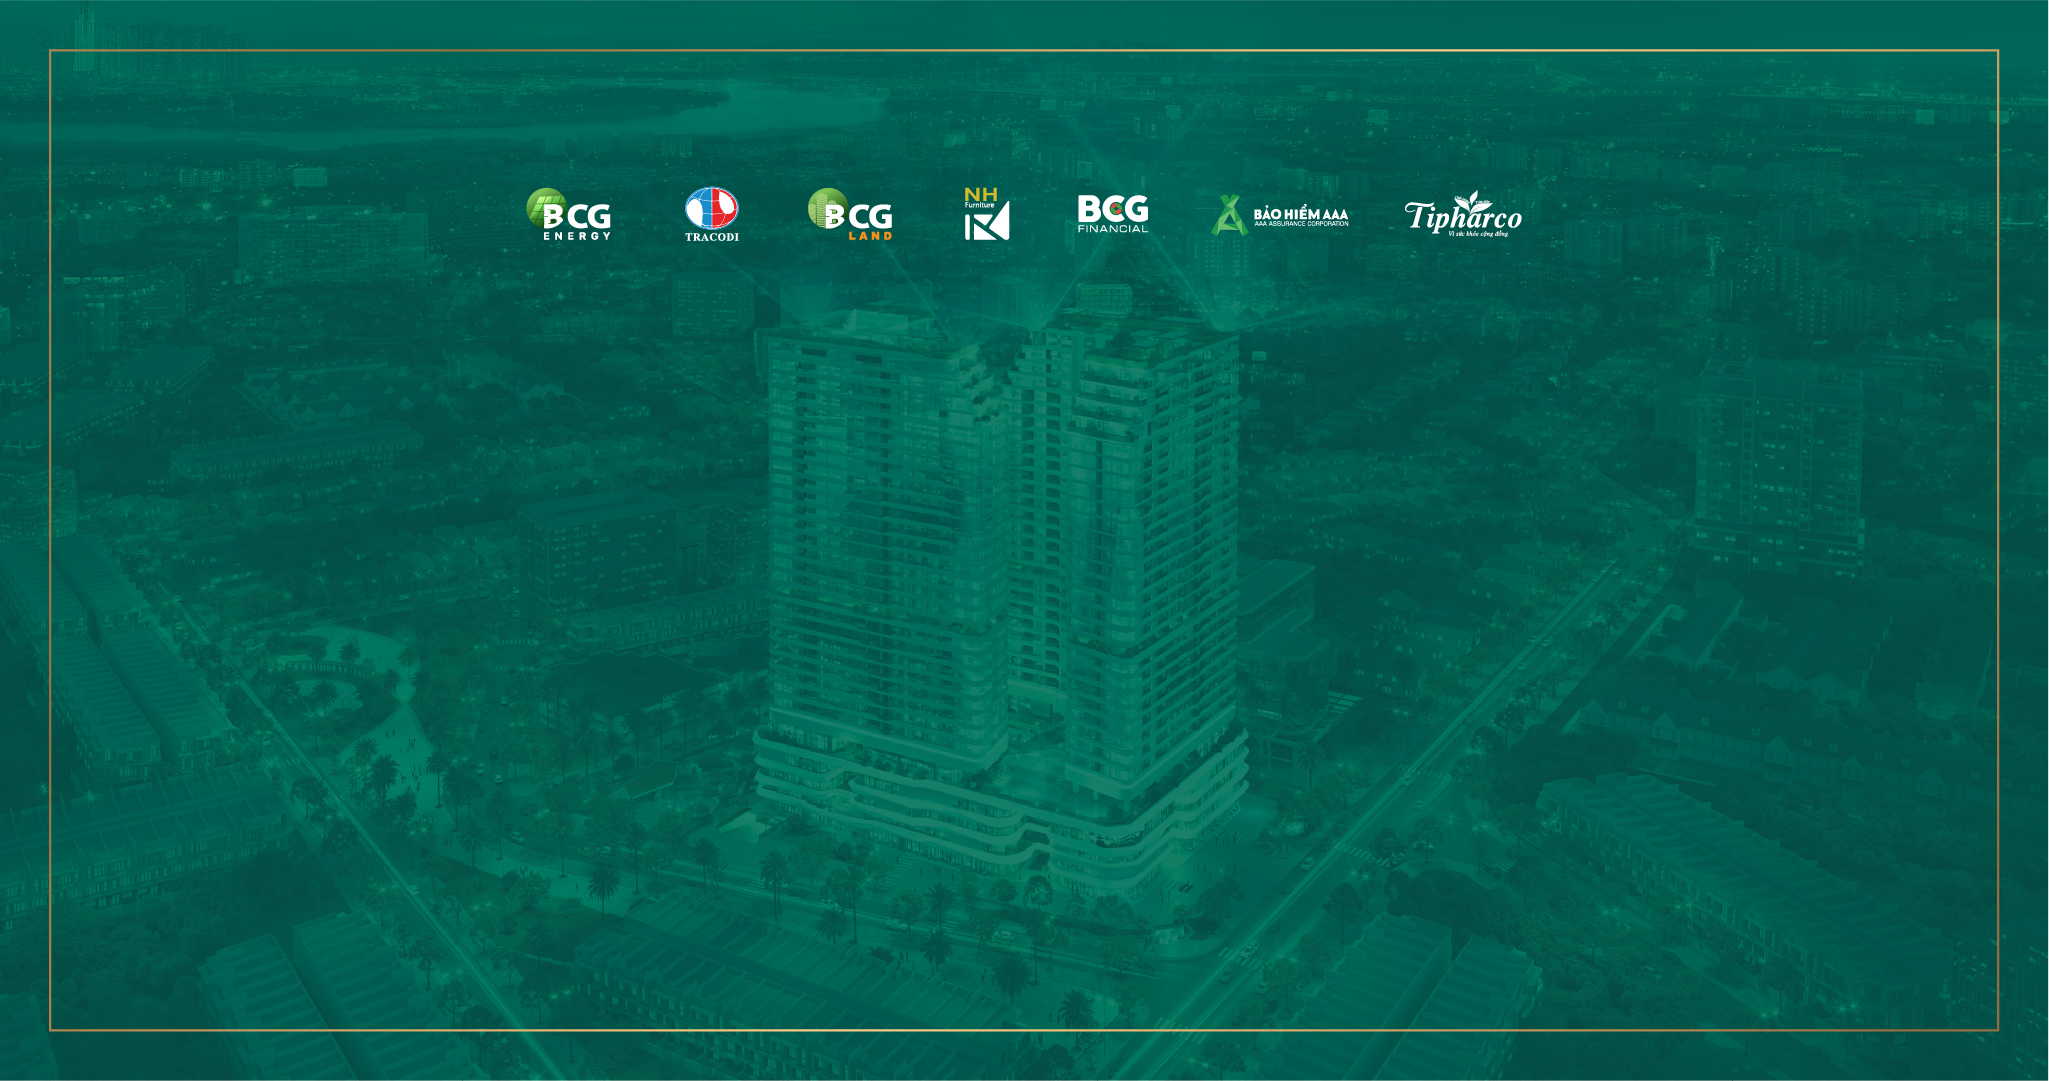 BCG
ENERGY
TRACODI
BCG
LAND
NH
Furniture
BCG
FINANCIAL
BẢO HIỂM AAA
AAA ASSURANCE CORPORATION
Tipharco
Vì sức khỏe cộng đồng